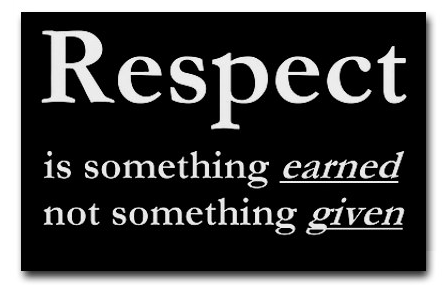 Respect
is something earned
not something given